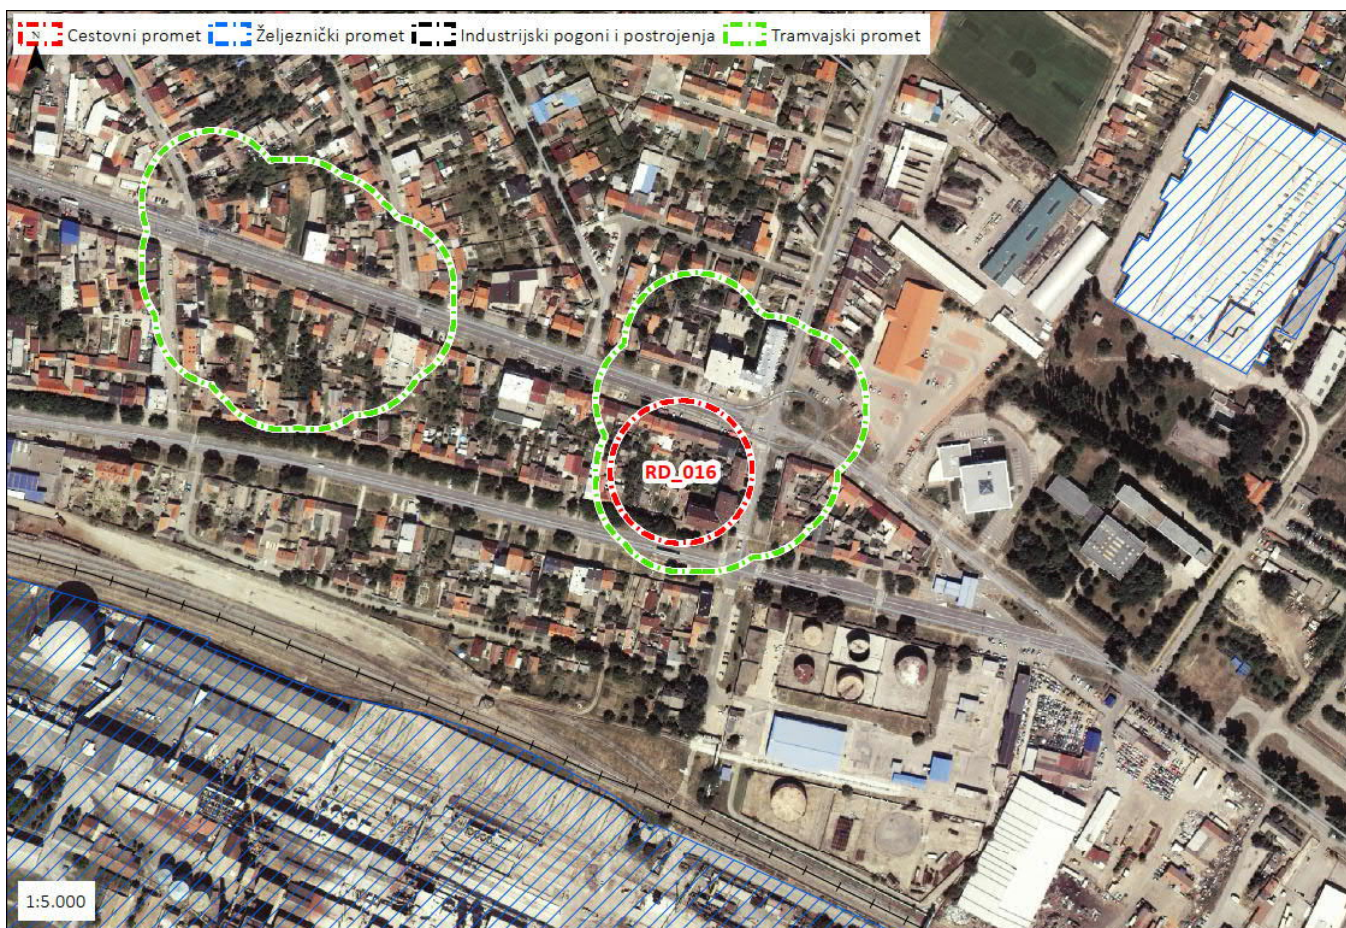 N
Cestovni promet Željeznički promet Industrijski pogoni i postrojenja Tramvajski promet
RD_016
1:5.000